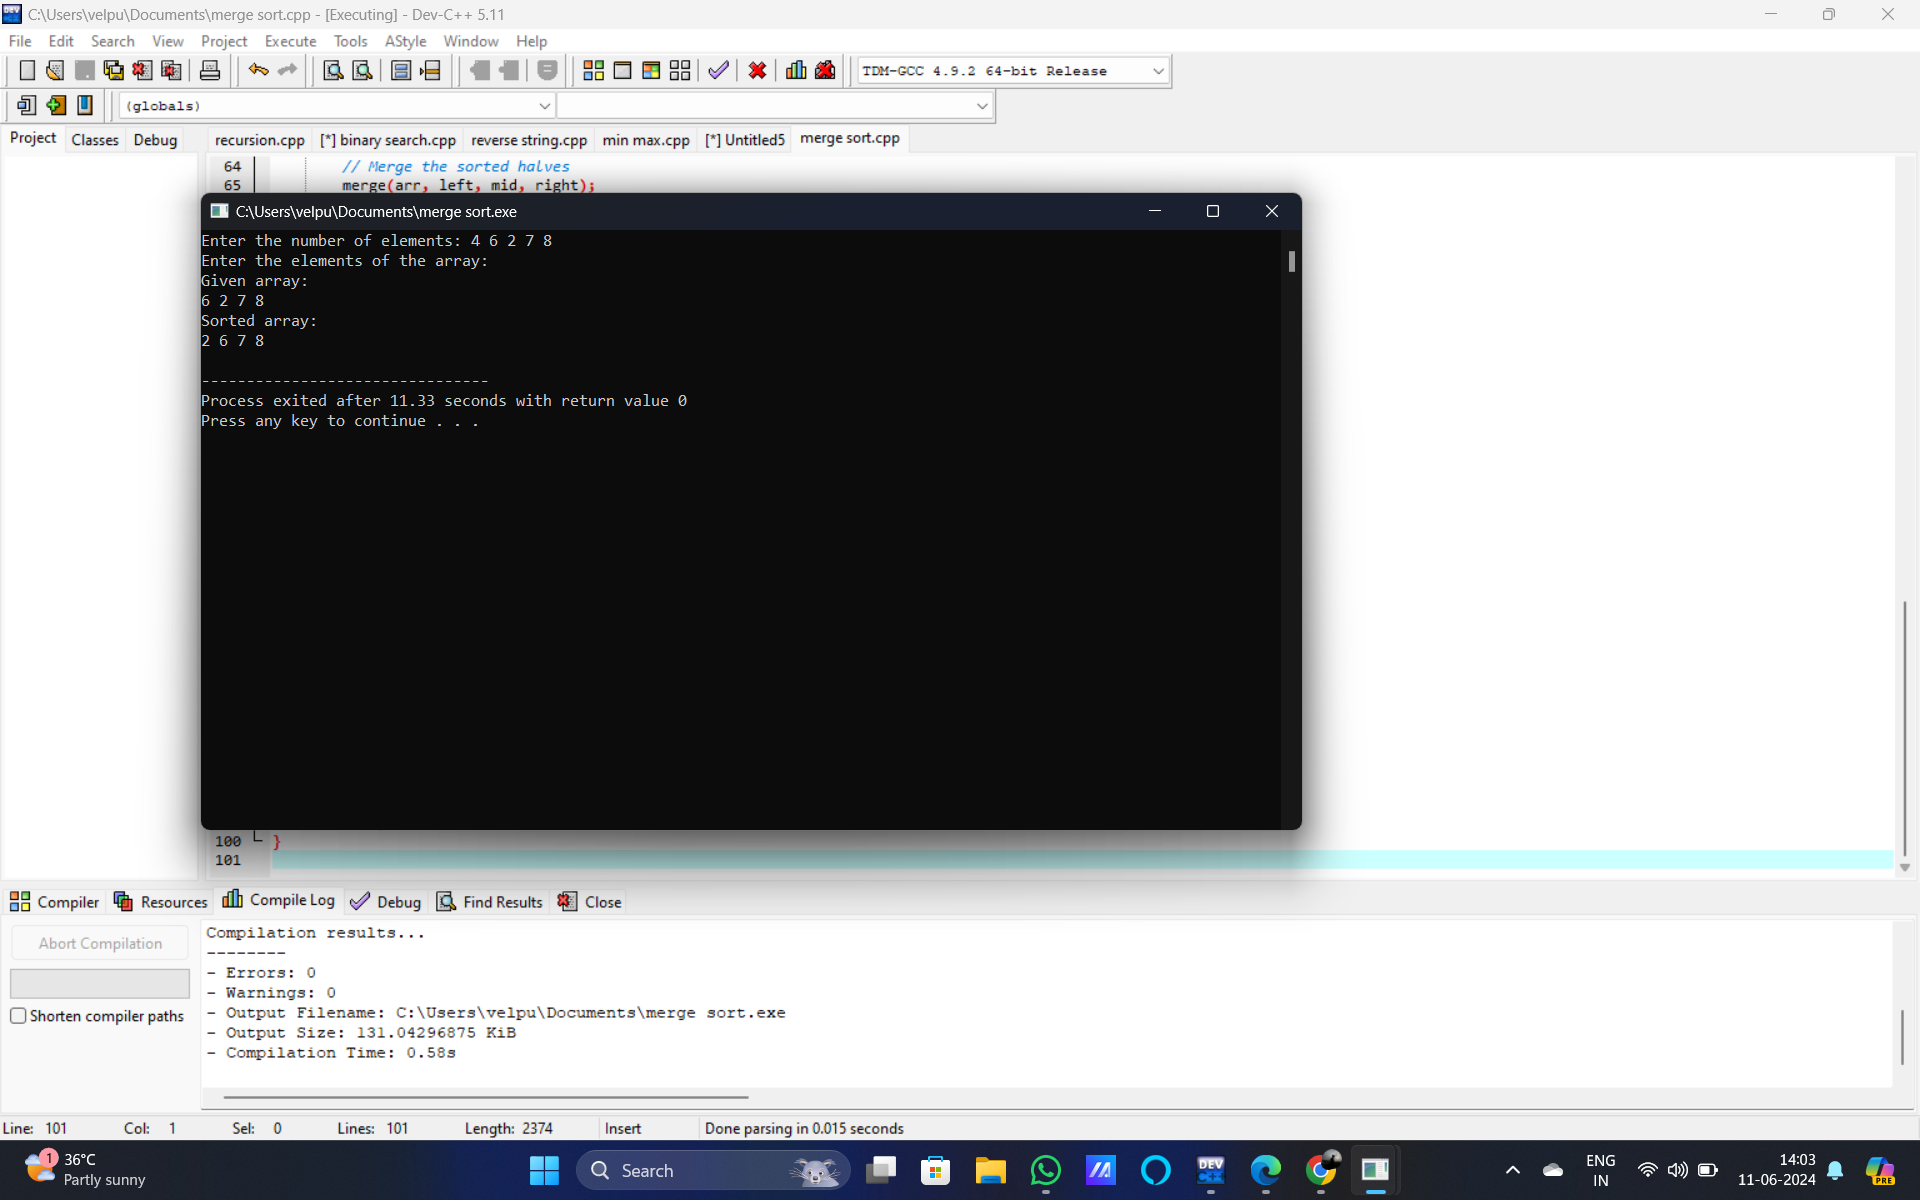 C:\Users\velpu\Documents\merge sort.cpp - [Executing] - Dev-C++ 5.11
File Edit Search View Project Execute Tools AStyle Window Help
TDM-GCC 4.9.2 64-bit Release
(globals)
Project Classes Debug
recursion.cpp [*] binary search.cpp reverse string.cpp min max.cpp [*] Untitled5 merge sort.cpp
64 // Merge the sorted halves
65 merge(arr, left, mid, right);
C:\Users\velpu\Documents\merge sort.exe
Enter the number of elements: 4 6 2 7 8
Enter the elements of the array:
Given array:
6 2 7 8
Sorted array:
2 6 7 8
--------------------------------
Process exited after 11.33 seconds with return value 0
Press any key to continue . . .
100 }
101
Compiler Resources Compile Log Debug Find Results Close
Abort Compilation
Shorten compiler paths
Compilation results...
--------
- Errors: 0
- Warnings: 0
- Output Filename: C:\Users\velpu\Documents\merge sort.exe
- Output Size: 131.04296875 KiB
- Compilation Time: 0.58s
Line: 101 Col: 1 Sel: 0 Lines: 101 Length: 2374 Insert Done parsing in 0.015 seconds
1
36°C
Partly sunny
Search
DEV
C++
ENG
IN
14:03
11-06-2024
PRE